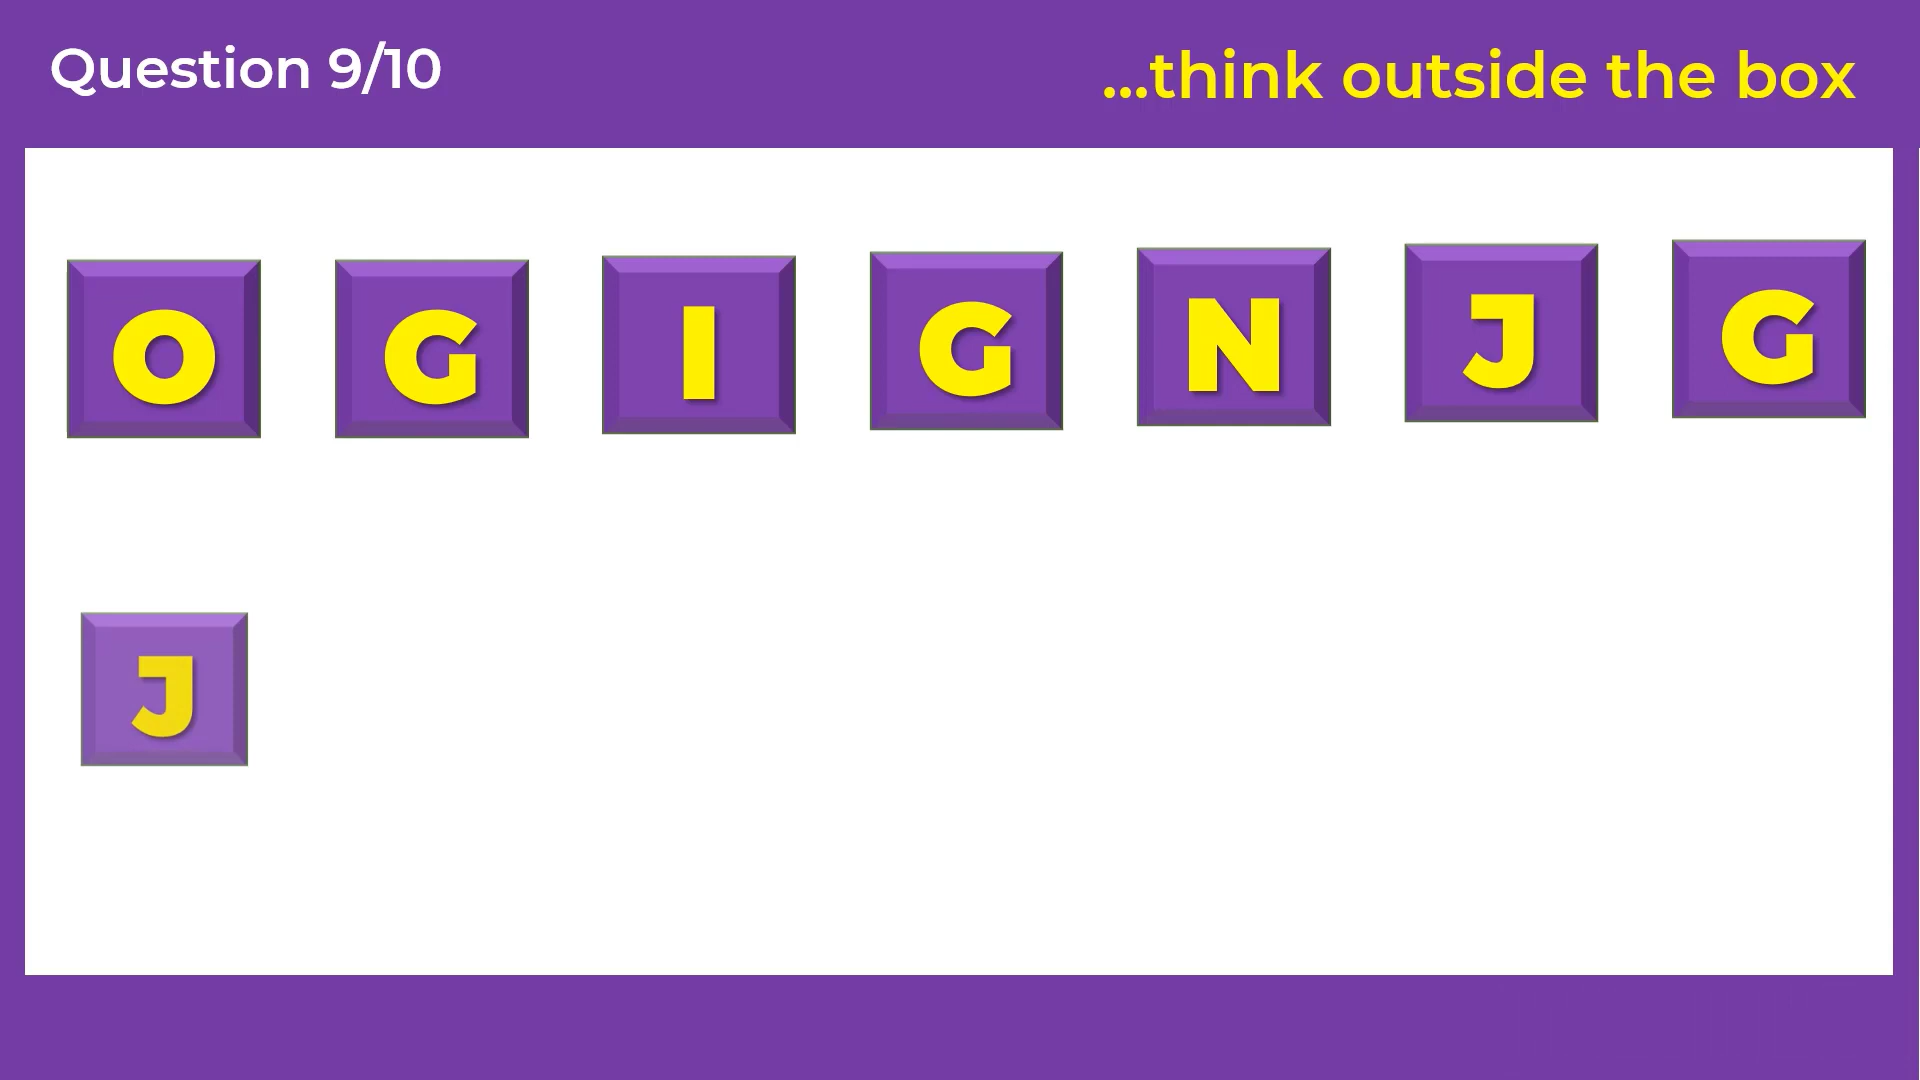 Question 9/10
...think outside the box
O G I G N J G
J